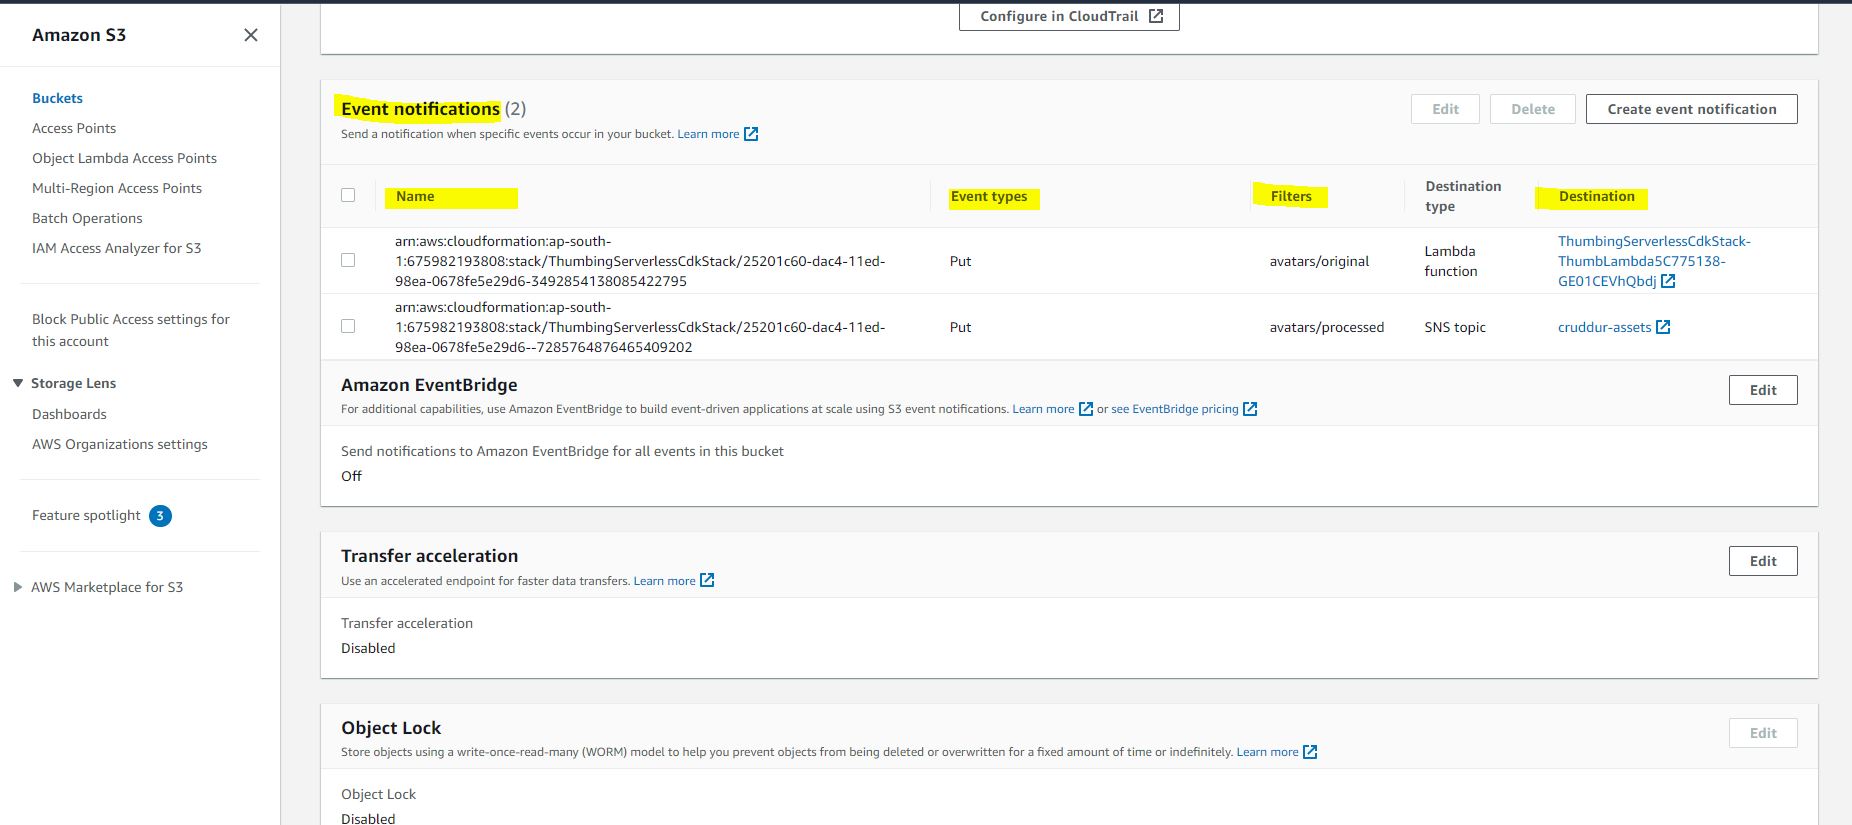 Amazon S3
Buckets
Access Points
Object Lambda Access Points
Multi-Region Access Points
Batch Operations
IAM Access Analyzer for S3
Block Public Access settings for
this account
Storage Lens
Dashboards
AWS Organizations settings
Feature spotlight 3
AWS Marketplace for S3
Configure in CloudTrail
Event notifications (2)
Edit Delete Create event notification
Send a notification when specific events occur in your bucket. Learn more
Name Event types Filters Destination type Destination
arn:aws:cloudformation:ap-south-
1:675982193808:stack/ThumbingServerlessCdkStack/25201c60-dac4-11ed-
98ea-0678fe5e29d6-3492854138085422795
Put
avatars/original
Lambda
function
ThumbingServerlessCdkStack-
ThumbLambda5C775138-
GE01CEVhQbdj
arn:aws:cloudformation:ap-south-
1:675982193808:stack/ThumbingServerlessCdkStack/25201c60-dac4-11ed-
98ea-0678fe5e29d6--7285764876465409202
Put
avatars/processed
SNS topic
cruddur-assets
Amazon EventBridge
Edit
For additional capabilities, use Amazon EventBridge to build event-driven applications at scale using S3 event notifications. Learn more or see EventBridge pricing
Send notifications to Amazon EventBridge for all events in this bucket
Off
Transfer acceleration
Edit
Use an accelerated endpoint for faster data transfers. Learn more
Transfer acceleration
Disabled
Object Lock
Edit
Store objects using a write-once-read-many (WORM) model to help you prevent objects from being deleted or overwritten for a fixed amount of time or indefinitely. Learn more
Object Lock
Disabled